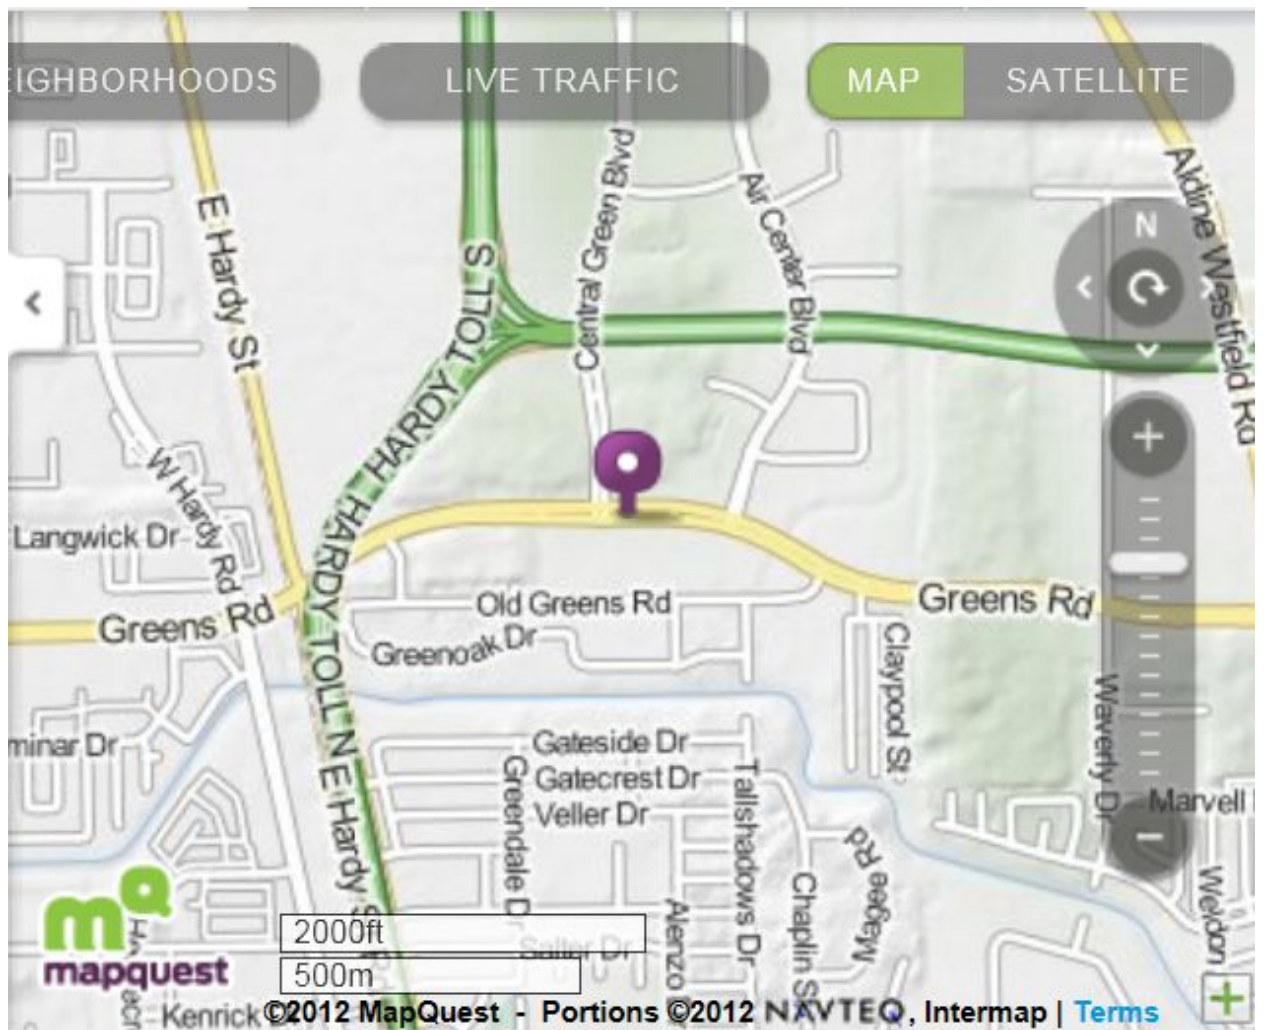 EIGHBORHOODS
LIVE TRAFFIC
MAP
SATELLITE
E Hardy St
HARDY TOLL S
Central Green Blvd
Air Center Blvd
Aldine Westfield Rd
N
W Hardy Rd
Langwick Dr
HARDY TOLL N
Greens Rd
Old Greens Rd
Greens Rd
Greenoak Dr
Claypool St
minar Dr
Gateside Dr
Gatecrest Dr
Veller Dr
Greendale Dr
Tallshadows Dr
Waverly Dr
Marvell
E Hardy S
Magee Rd
Chaplin St
Alenzo
Weldon
Salter Dr
mq
mapquest
2000ft
500m
Kenrick
©2012 MapQuest - Portions ©2012 NAVTEQ, Intermap | Terms